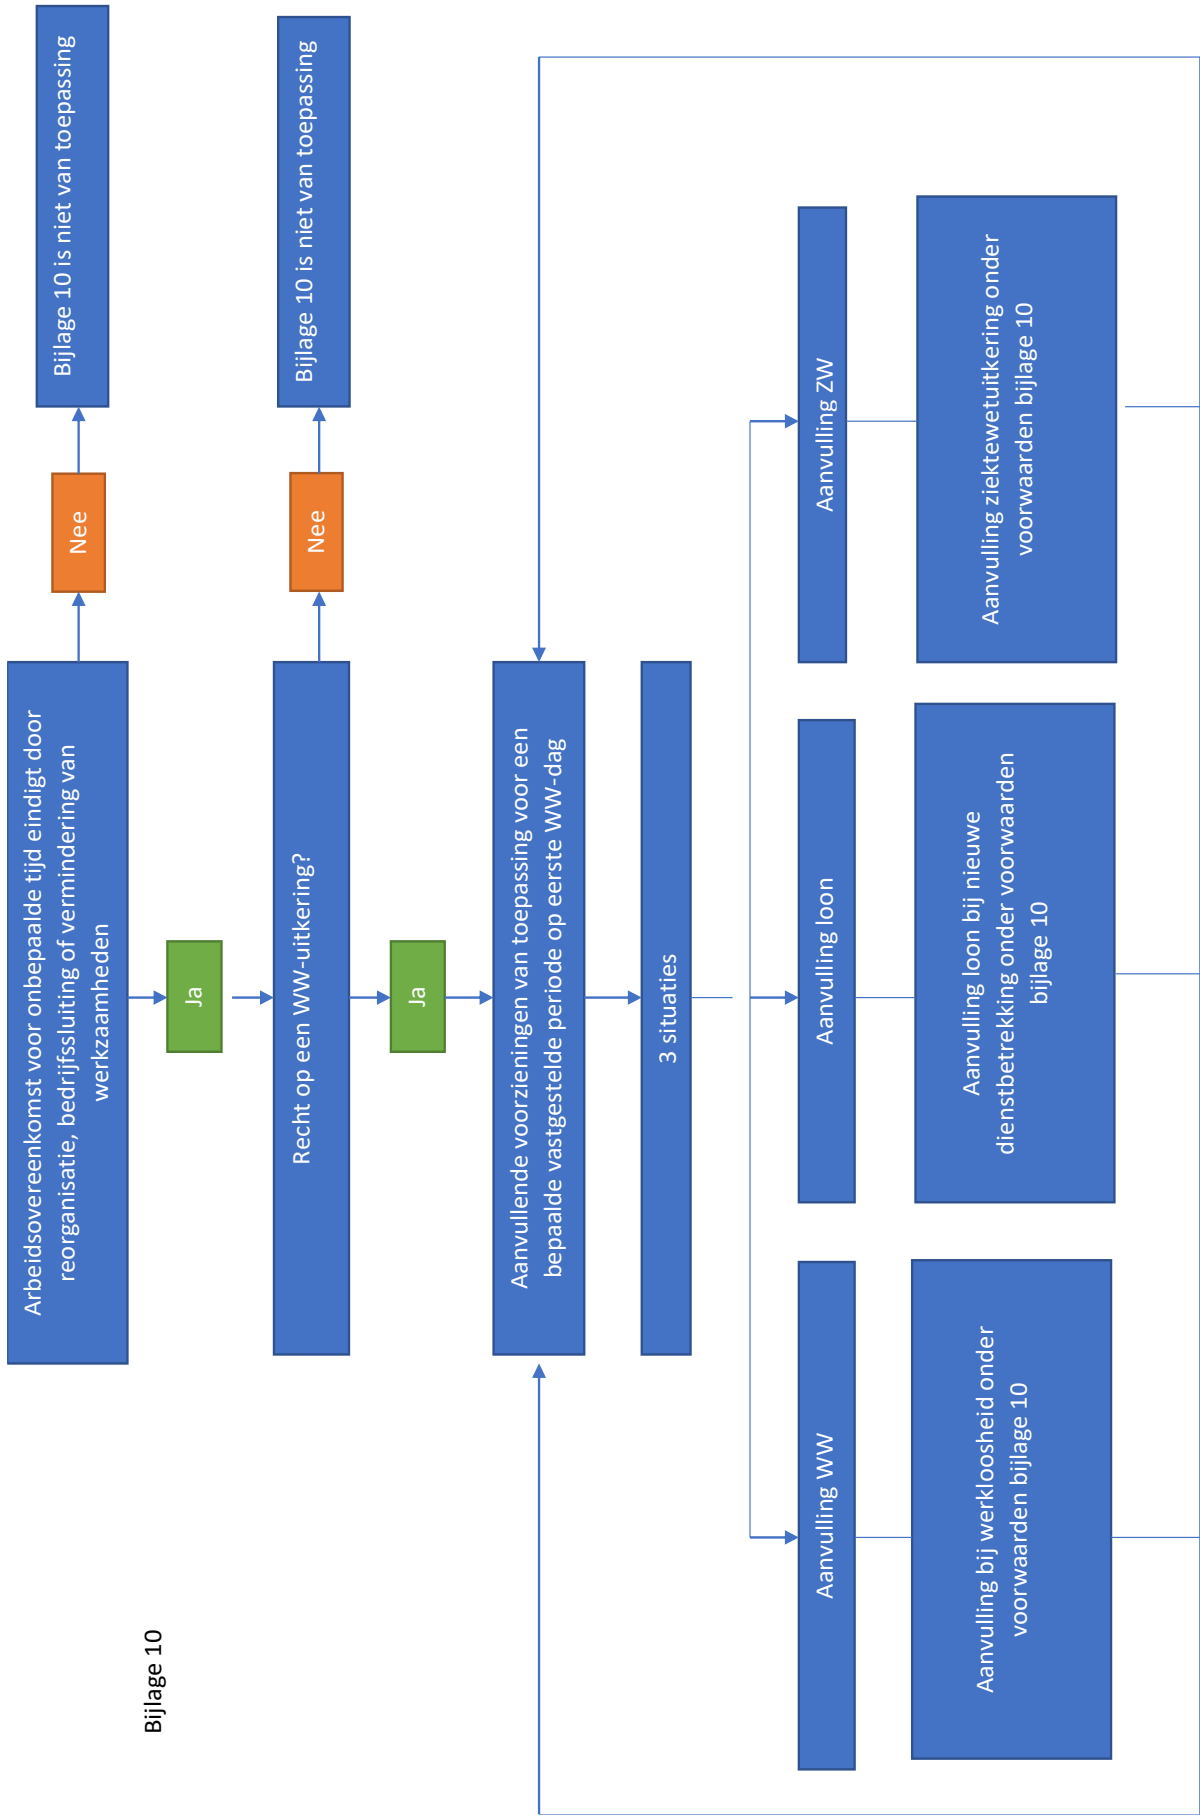 Bijlage 10
Arbeidsovereenkomst voor onbepaalde tijd eindigt door
reorganisatie, bedrijfssluiting of vermindering van
werkzaamheden
Nee
Bijlage 10 is niet van toepassing
Ja
Recht op een WW-uitkering?
Nee
Bijlage 10 is niet van toepassing
Ja
Aanvullende voorzieningen van toepassing voor een
bepaalde vastgestelde periode op eerste WW-dag
3 situaties
Aanvulling WW
Aanvulling loon
Aanvulling ZW
Aanvulling bij werkloosheid onder
voorwaarden bijlage 10
Aanvulling loon bij nieuwe
dienstbetrekking onder voorwaarden
bijlage 10
Aanvulling ziektewetuitkering onder
voorwaarden bijlage 10